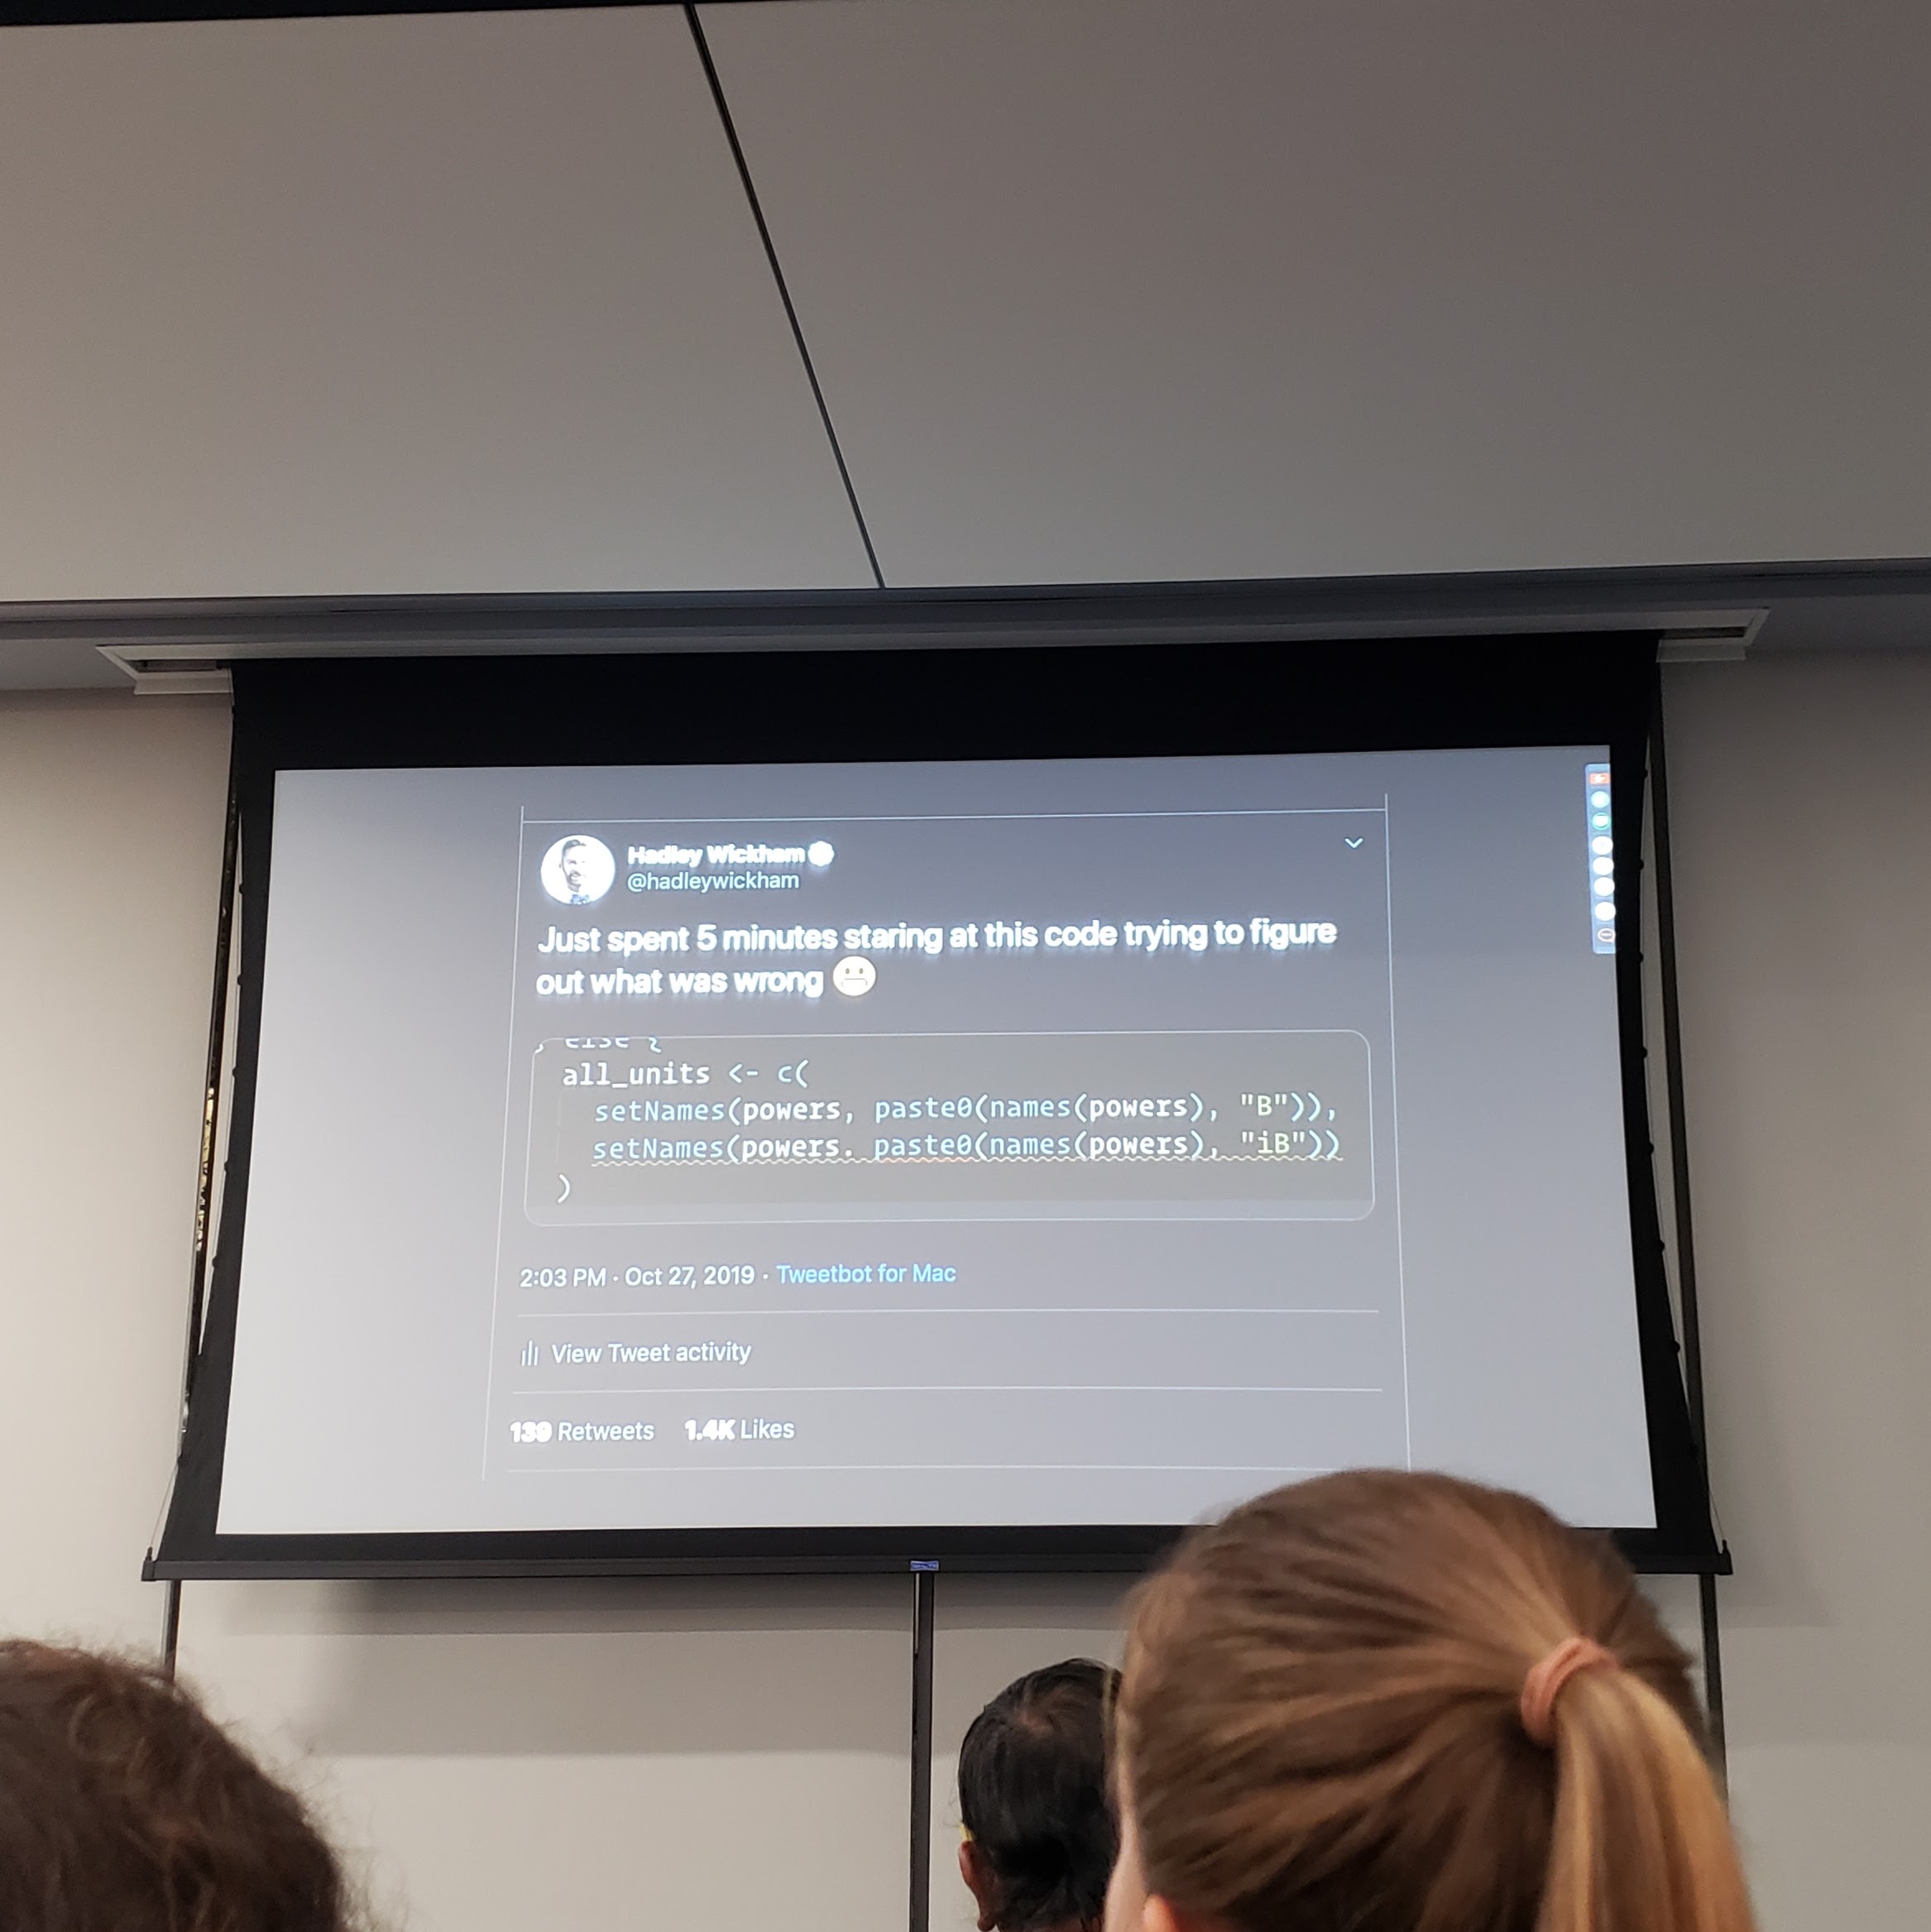 Hadley Wickham
@hadleywickham
Just spent 5 minutes staring at this code trying to figure
out what was wrong 😬
else {
all_units <- c(
setNames(powers, paste0(names(powers), "B")),
setNames(powers. paste0(names(powers), "iB"))
)
2:03 PM · Oct 27, 2019 · Tweetbot for Mac
View Tweet activity
139 Retweets 1.4K Likes